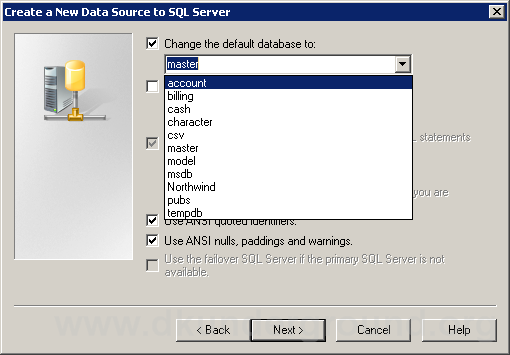 Create a New Data Source to SQL Server
Change the default database to:
master
account
billing
cash
character
csv
master
L statements
model
msdb
Northwind
you are
pubs
tempdb
Use ANSI quoted identifiers.
Use ANSI nulls, paddings and warnings.
Use the failover SQL Server if the primary SQL Server is not
available.
< Back
Next >
Cancel
Help